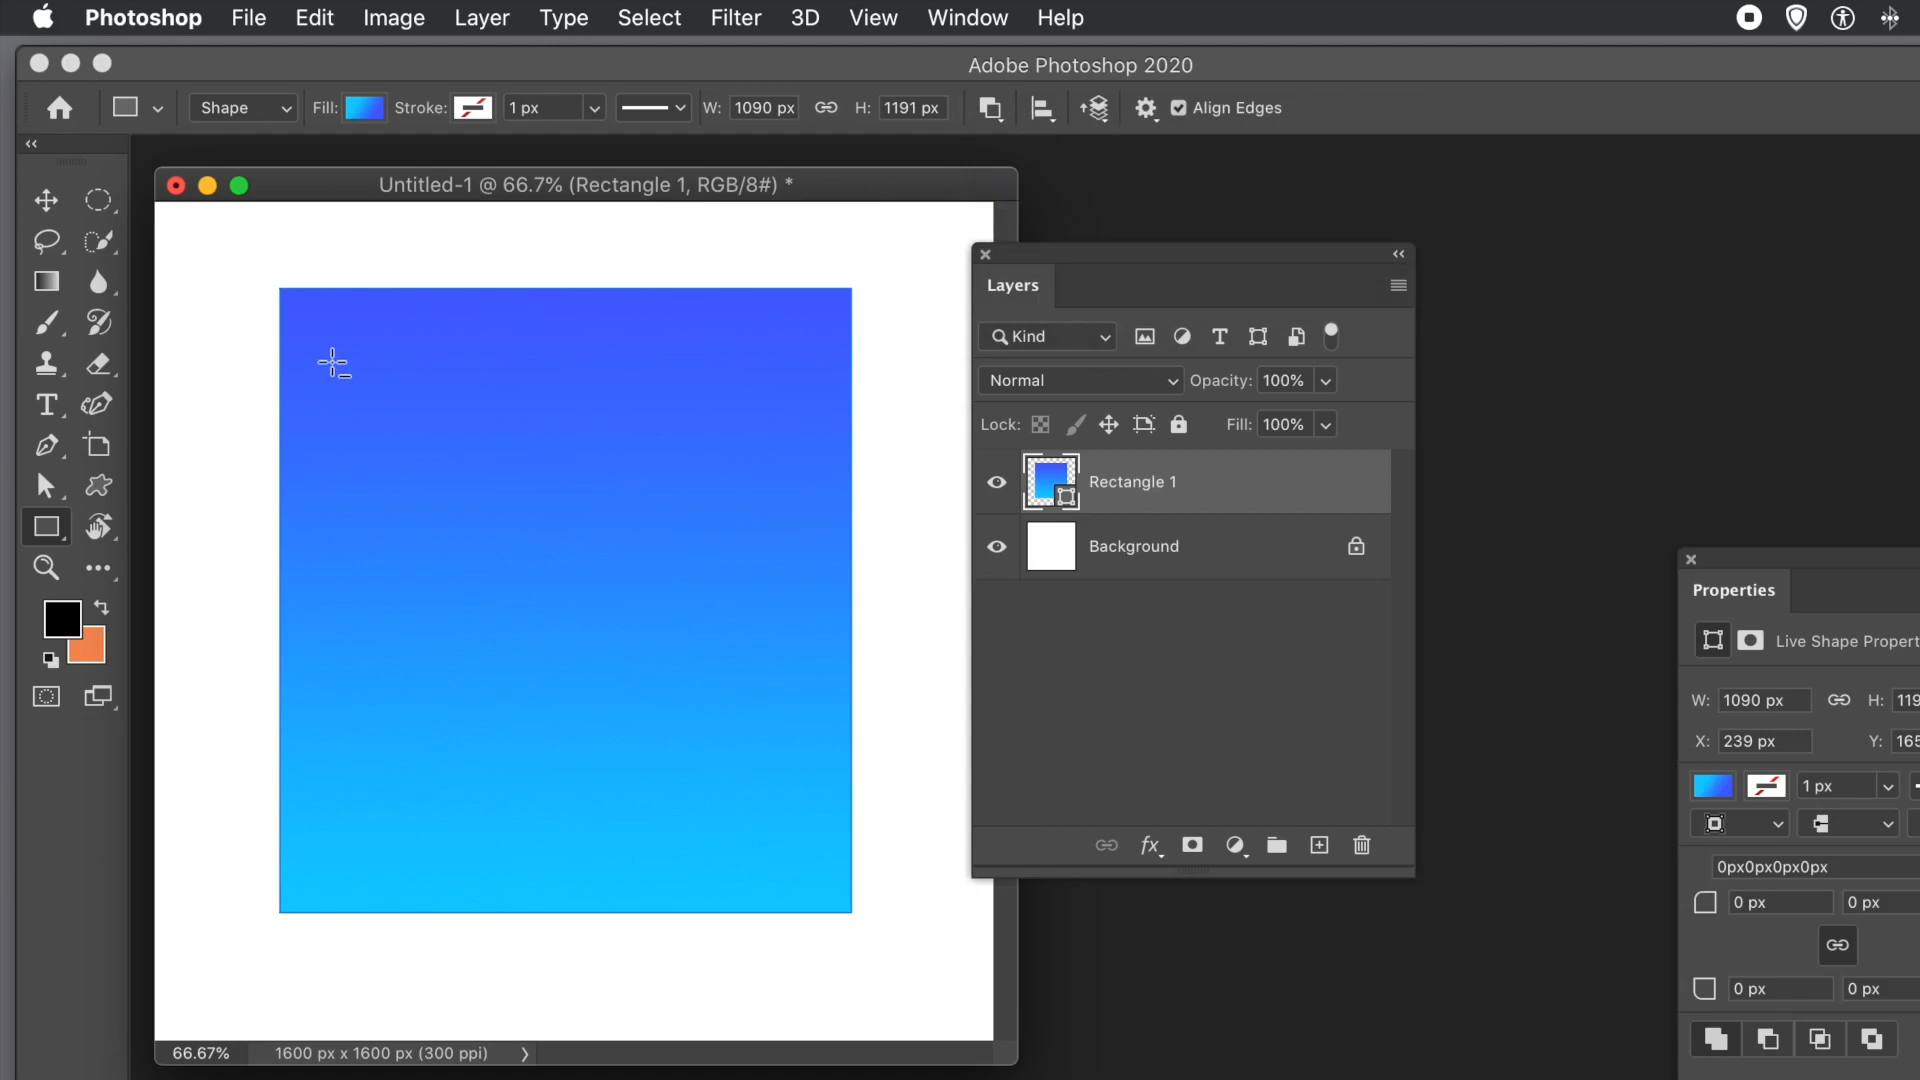 Photoshop File Edit Image Layer Type Select Filter 3D View Window Help
Adobe Photoshop 2020
Shape Fill: Stroke: 1 px W: 1090 px H: 1191 px Align Edges
Untitled-1 @ 66.7% (Rectangle 1, RGB/8#) *
Layers
Kind
Normal Opacity: 100%
Lock: Fill: 100%
Rectangle 1
Background
fx
Properties
Live Shape Propert
W: 1090 px H: 119
X: 239 px Y: 165
1 px
0px0px0px0px
0 px 0 px
0 px 0 px
66.67% 1600 px x 1600 px (300 ppi)